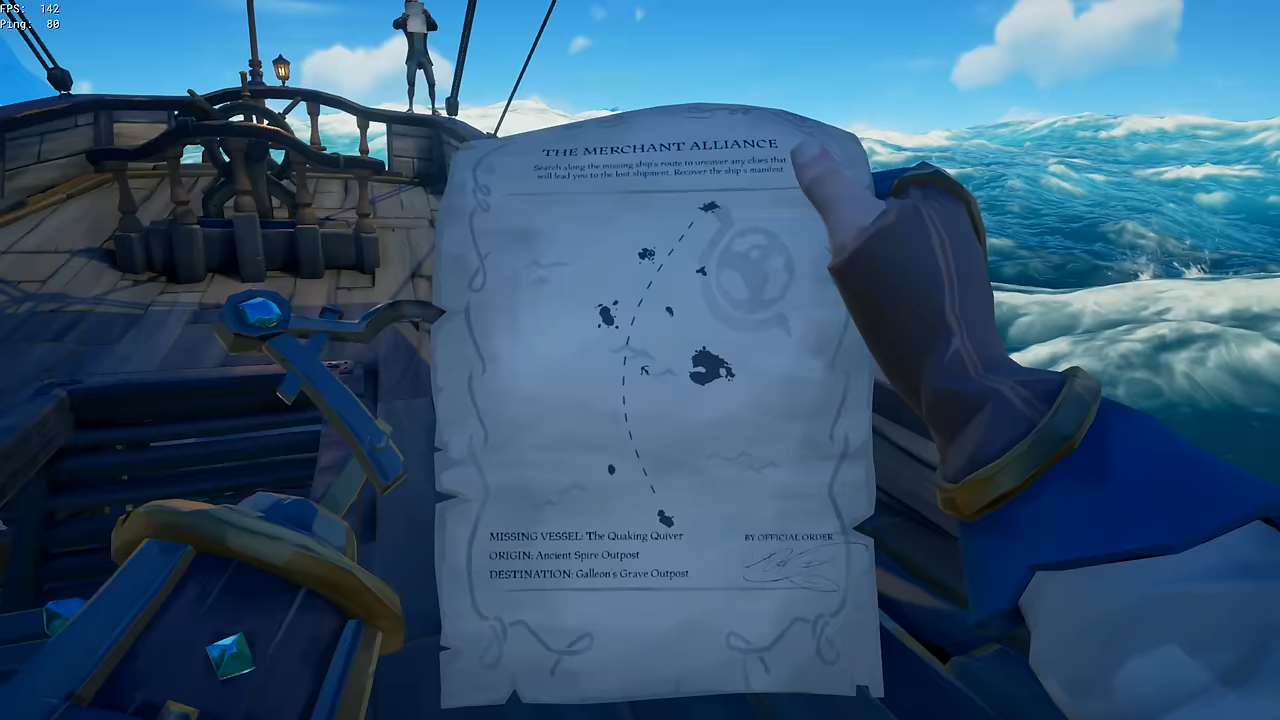 FPS: 142
Ping: 80
THE MERCHANT ALLIANCE
Search along the missing ship's route to uncover any clues that
will lead you to the lost shipment. Recover the ship's manifest
MISSING VESSEL: The Quaking Quiver
BY OFFICIAL ORDER
ORIGIN: Ancient Spire Outpost
DESTINATION: Galleon's Grave Outpost